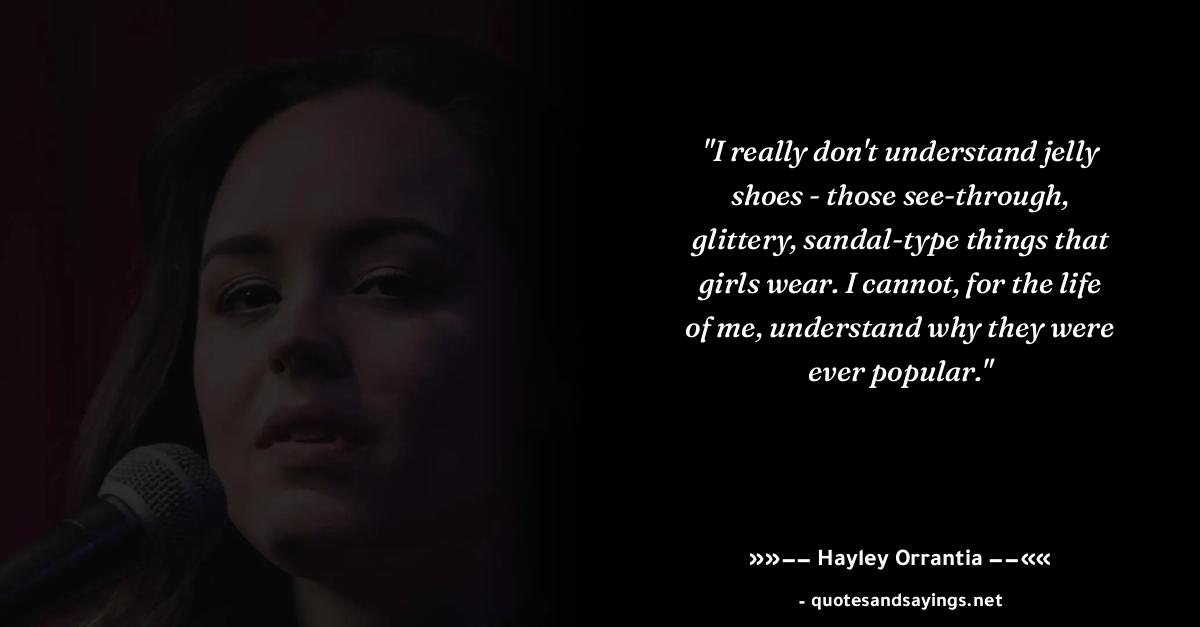 "I really don't understand jelly
shoes - those see-through,
glittery, sandal-type things that
girls wear. I cannot, for the life
of me, understand why they were
ever popular."
»»–– Hayley Orrantia ––««
- quotesandsayings.net